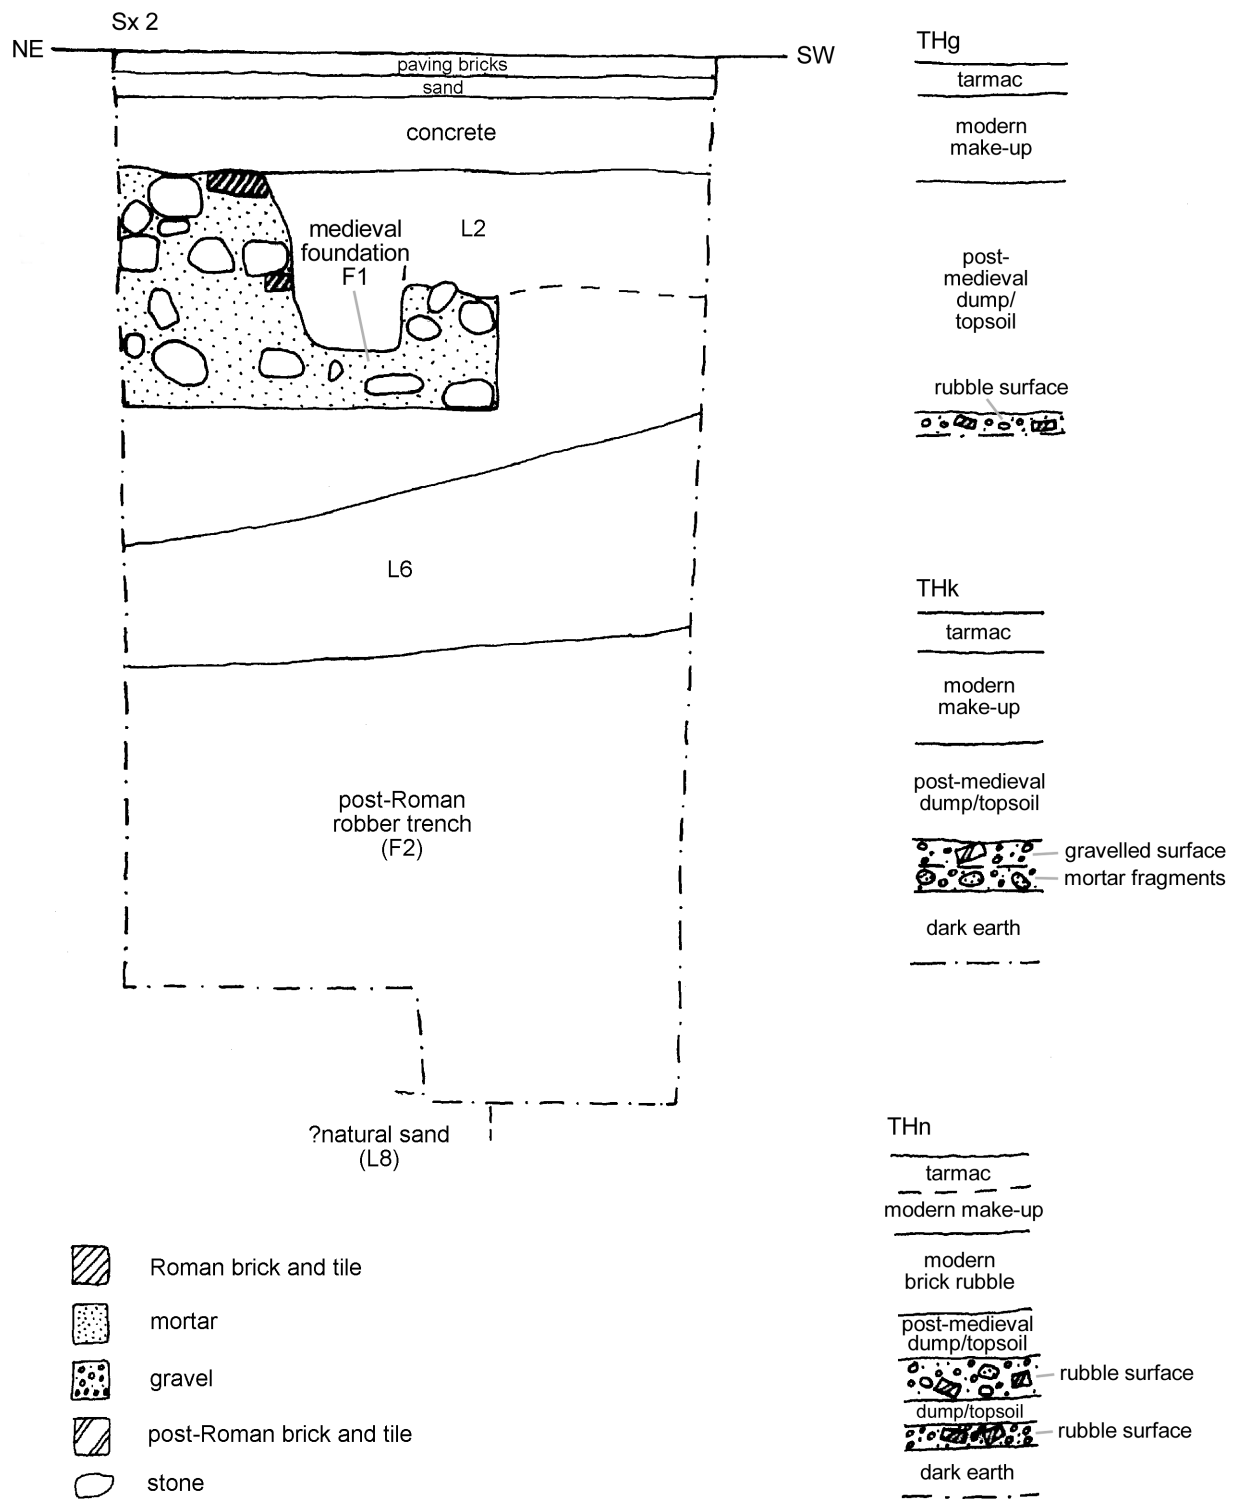 Sx 2
NE
SW
paving bricks
sand
concrete
medieval
foundation
F1
L2
L6
post-Roman
robber trench
(F2)
?natural sand
(L8)
Roman brick and tile
mortar
gravel
post-Roman brick and tile
stone
THg
tarmac
modern
make-up
post-
medieval
dump/
topsoil
rubble surface
THk
tarmac
modern
make-up
post-medieval
dump/topsoil
gravelled surface
mortar fragments
dark earth
THn
tarmac
modern make-up
modern
brick rubble
post-medieval
dump/topsoil
rubble surface
dump/topsoil
rubble surface
dark earth